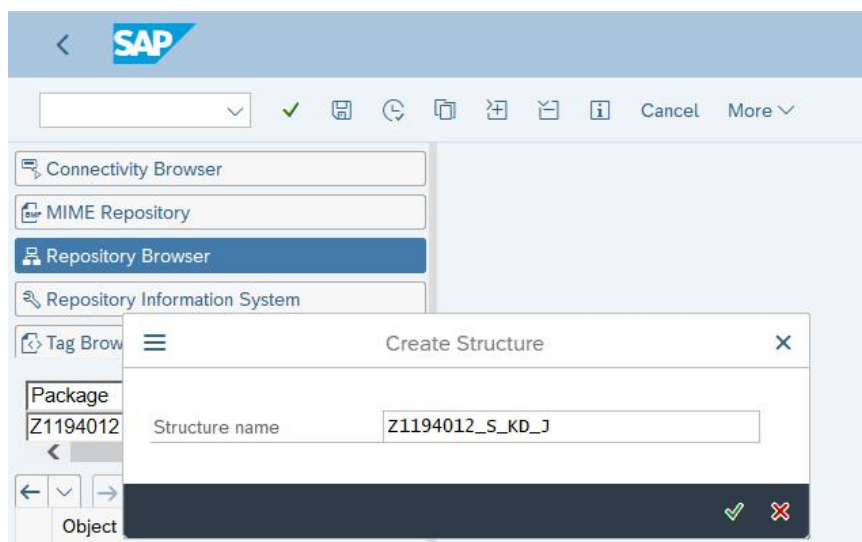 SAP
Cancel More
Connectivity Browser
BMP MIME Repository
Repository Browser
Repository Information System
Tag Brow
Create Structure
Package
Z1194012
Structure name Z1194012_S_KD_J
Object